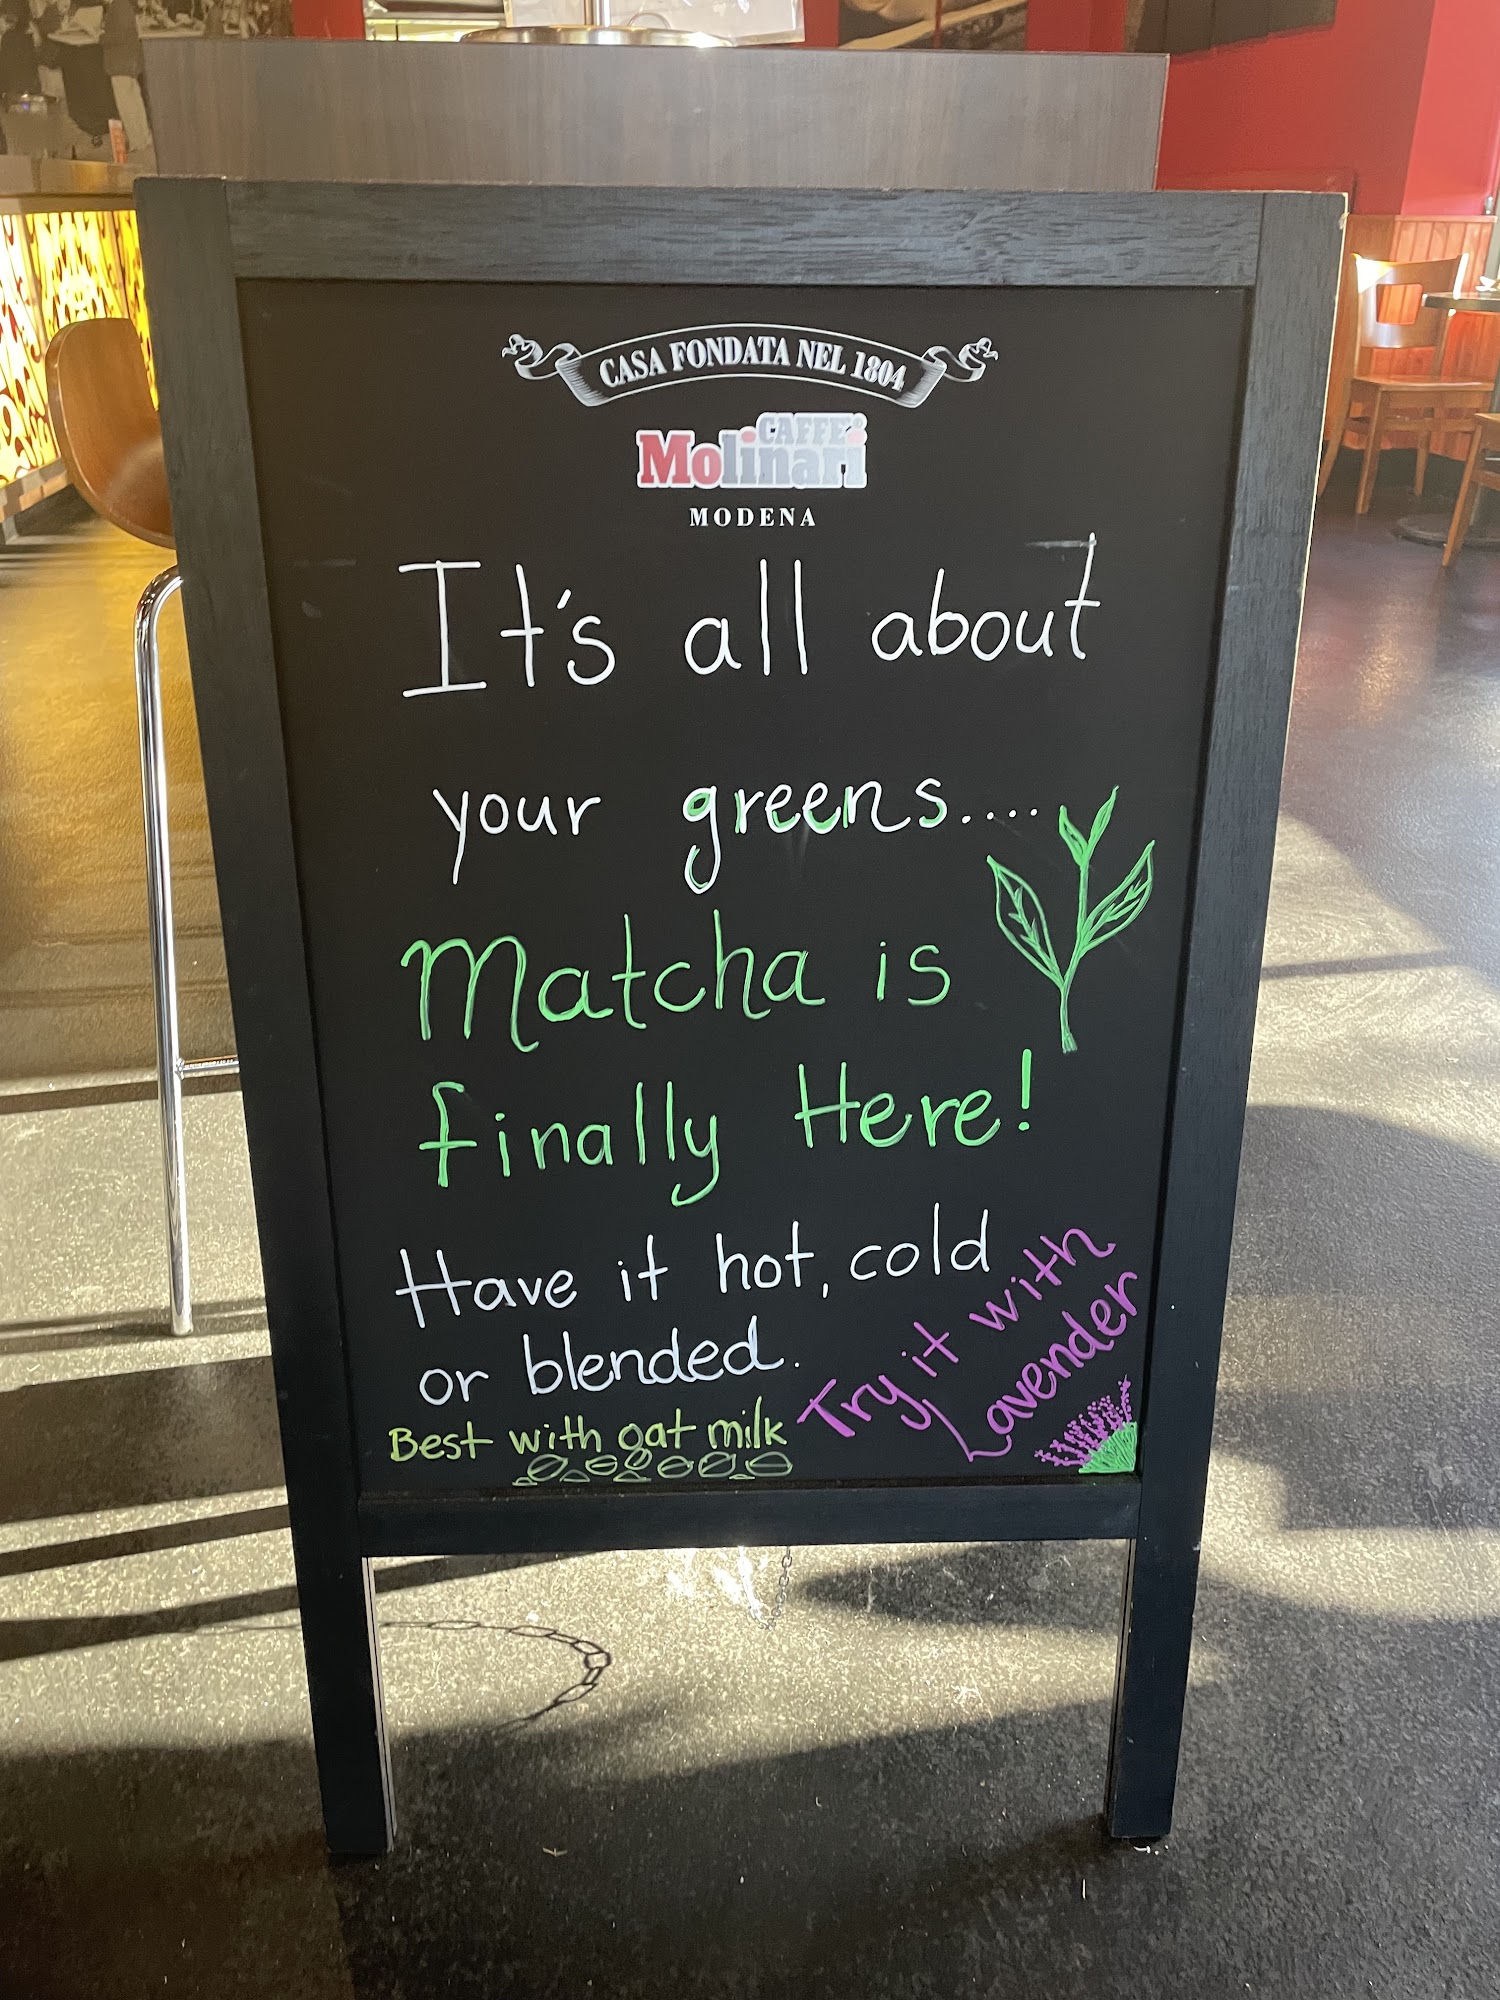 CASA FONDATA NEL 1804
CAFFÈ
Molinari
MODENA
It's all about
your greens....
Matcha is
finally Here!
Have it hot, cold
or blended.
Best with oat milk
Try it with
Lavender